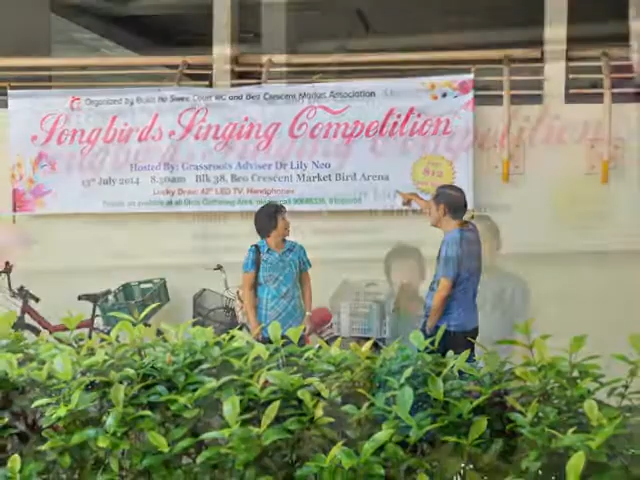 Organized by Bukit Ho Swee Court RC and Beo Crescent Market Association
Songbirds Singing Competition
Hosted By: Grassroots Adviser Dr Lily Neo
13th July 2014 8.30am Blk 38, Beo Crescent Market Bird Arena
Lucky Draw: 42" LED TV, Handphones
$12